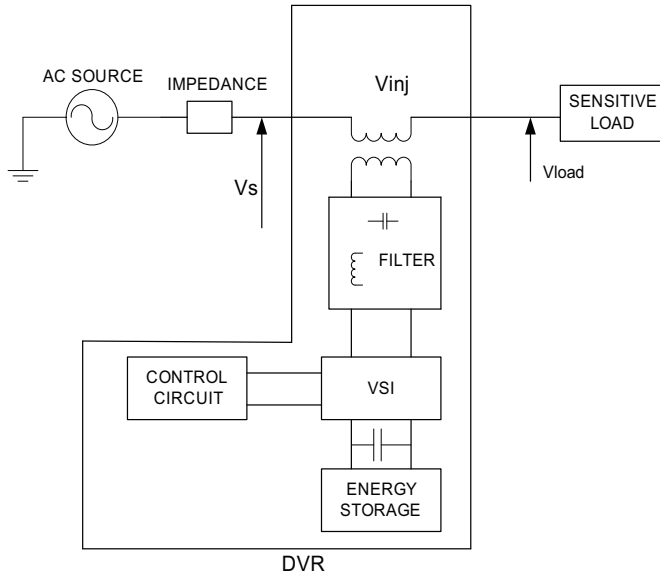 AC SOURCE
IMPEDANCE
Vinj
SENSITIVE
LOAD
Vs
Vload
FILTER
CONTROL
CIRCUIT
VSI
ENERGY
STORAGE
DVR